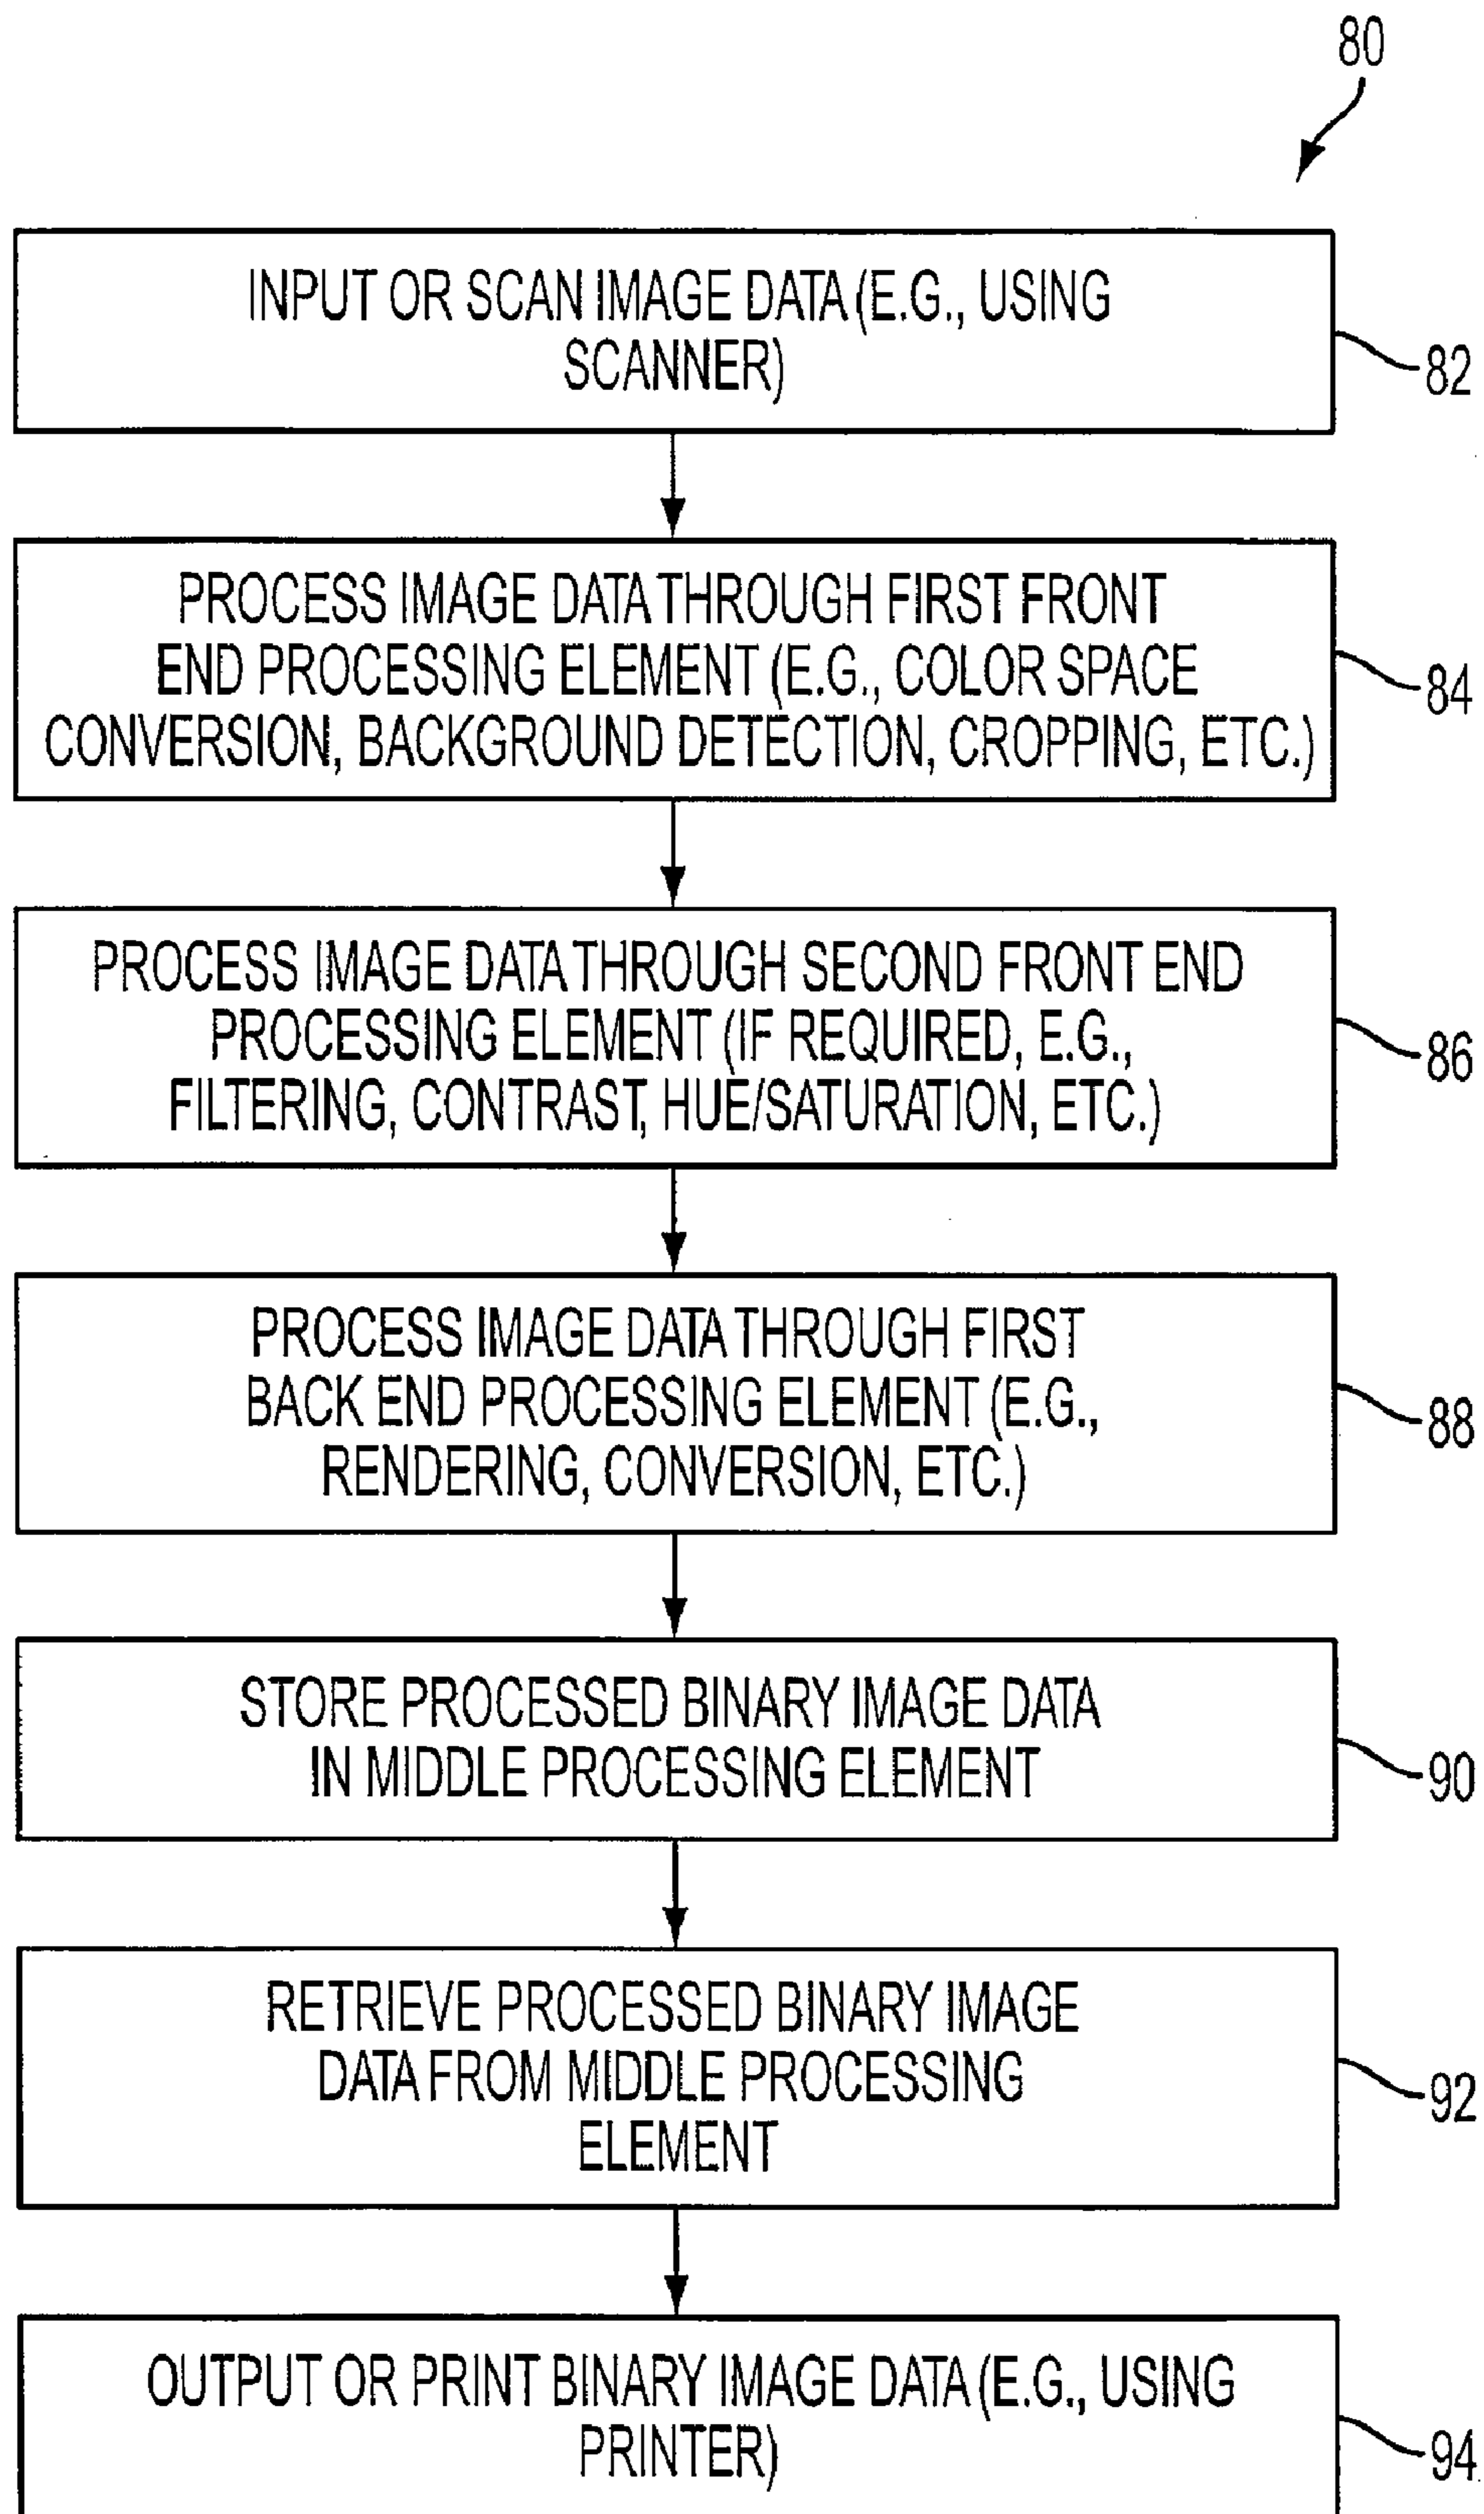 80
INPUT OR SCAN IMAGE DATA (E.G., USING
SCANNER)
82
PROCESS IMAGE DATA THROUGH FIRST FRONT
END PROCESSING ELEMENT (E.G., COLOR SPACE
CONVERSION, BACKGROUND DETECTION, CROPPING, ETC.)
84
PROCESS IMAGE DATA THROUGH SECOND FRONT END
PROCESSING ELEMENT (IF REQUIRED, E.G.,
FILTERING, CONTRAST, HUE/SATURATION, ETC.)
86
PROCESS IMAGE DATA THROUGH FIRST
BACK END PROCESSING ELEMENT (E.G.,
RENDERING, CONVERSION, ETC.)
88
STORE PROCESSED BINARY IMAGE DATA
IN MIDDLE PROCESSING ELEMENT
90
RETRIEVE PROCESSED BINARY IMAGE
DATA FROM MIDDLE PROCESSING
ELEMENT
92
OUTPUT OR PRINT BINARY IMAGE DATA (E.G., USING
PRINTER)
94